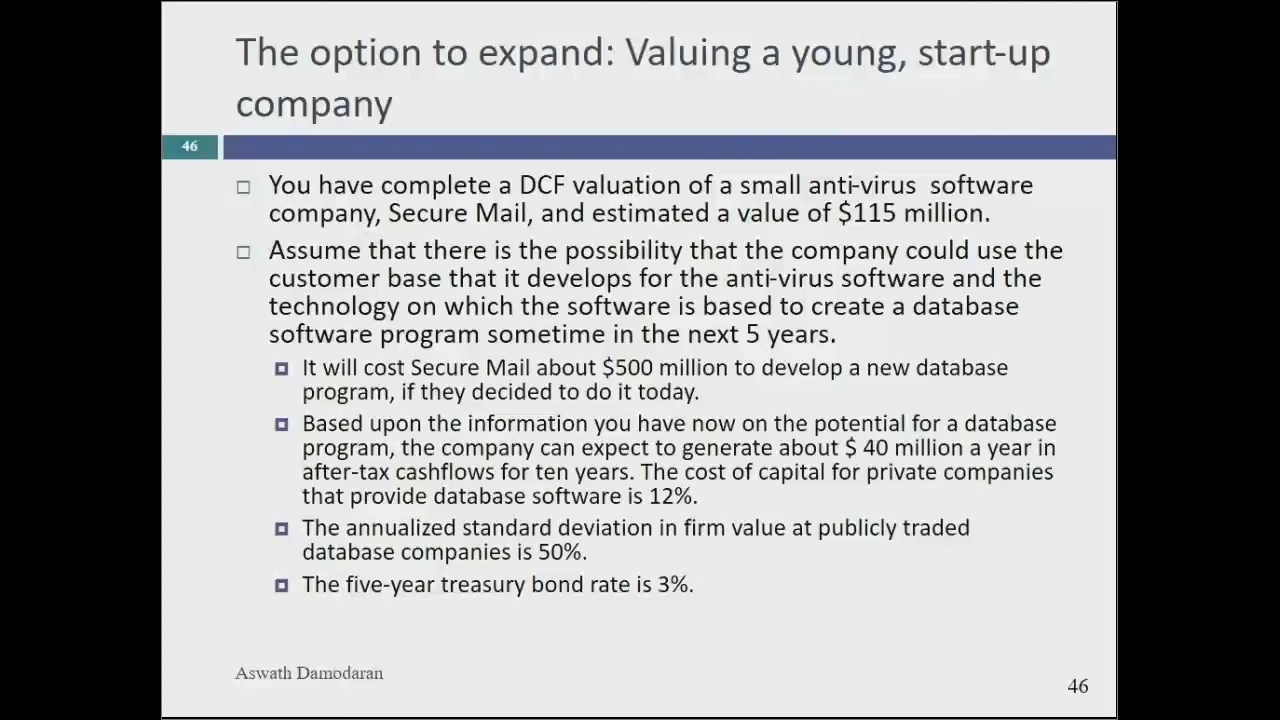 The option to expand: Valuing a young, start-up
company
46
You have complete a DCF valuation of a small anti-virus software
company, Secure Mail, and estimated a value of $115 million.
Assume that there is the possibility that the company could use the
customer base that it develops for the anti-virus software and the
technology on which the software is based to create a database
software program sometime in the next 5 years.
It will cost Secure Mail about $500 million to develop a new database
program, if they decided to do it today.
Based upon the information you have now on the potential for a database
program, the company can expect to generate about $ 40 million a year in
after-tax cashflows for ten years. The cost of capital for private companies
that provide database software is 12%.
The annualized standard deviation in firm value at publicly traded
database companies is 50%.
The five-year treasury bond rate is 3%.
Aswath Damodaran
46